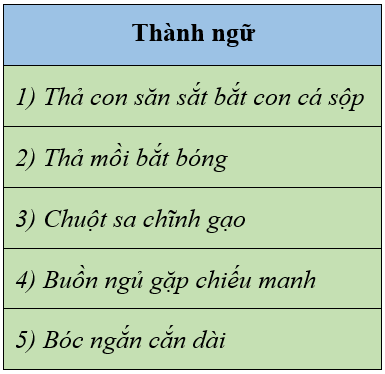 Thành ngữ
1) Thả con săn sắt bắt con cá sộp
2) Thả mồi bắt bóng
3) Chuột sa chĩnh gạo
4) Buồn ngủ gặp chiếu manh
5) Bóc ngắn cắn dài